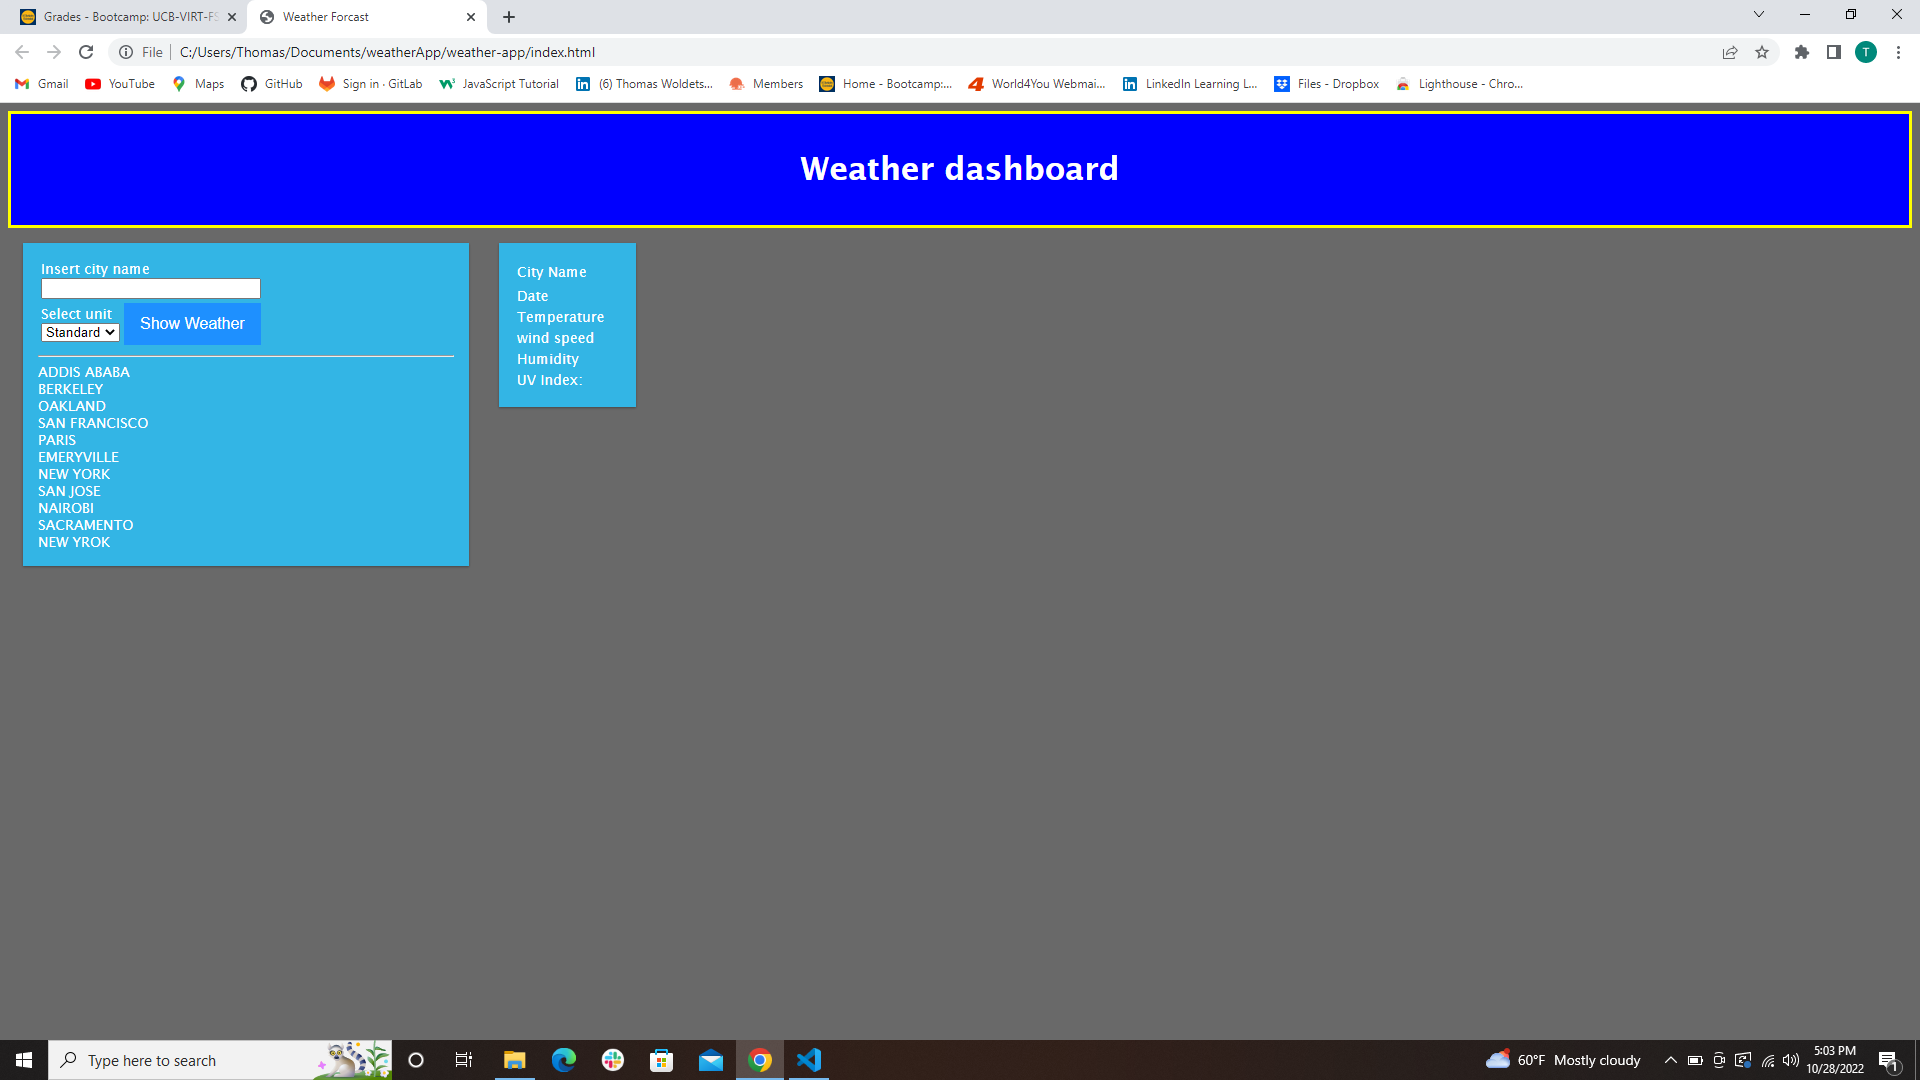 Grades - Bootcamp: UCB-VIRT-FS
Weather Forcast
File
C:/Users/Thomas/Documents/weatherApp/weather-app/index.html
T
Gmail
YouTube
Maps
GitHub
Sign in · GitLab
JavaScript Tutorial
(6) Thomas Woldets...
Members
Home - Bootcamp:...
World4You Webmai...
LinkedIn Learning L...
Files - Dropbox
Lighthouse - Chro...
Weather dashboard
Insert city name
Select unit
Standard
Show Weather
ADDIS ABABA
BERKELEY
OAKLAND
SAN FRANCISCO
PARIS
EMERYVILLE
NEW YORK
SAN JOSE
NAIROBI
SACRAMENTO
NEW YROK
City Name
Date
Temperature
wind speed
Humidity
UV Index:
Type here to search
60°F Mostly cloudy
5:03 PM
10/28/2022
1